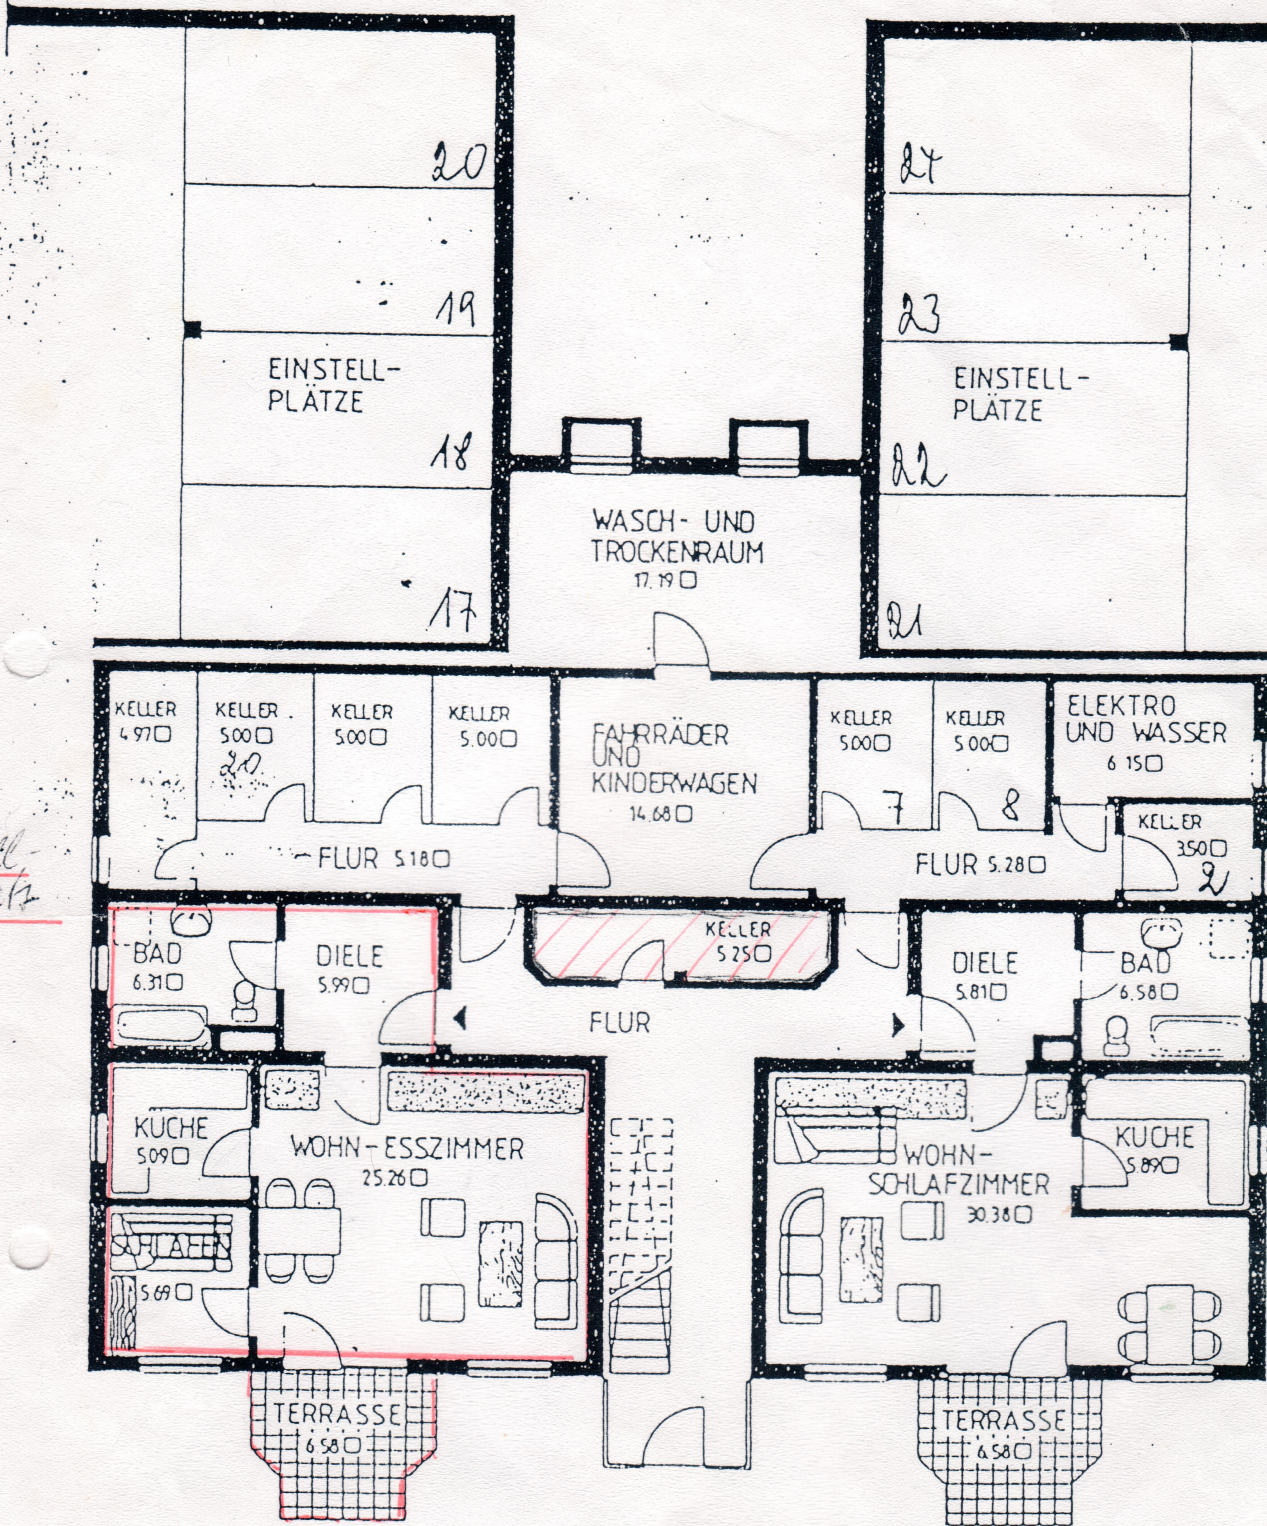 20
24
19
23
EINSTELL-
PLÄTZE
EINSTELL-
PLÄTZE
18
22
WASCH- UND
TROCKENRAUM
17.19□
17
21
KELLER
4.97□
KELLER
5.00□
20
KELLER
5.00□
KELLER
5.00□
FAHRRÄDER
UND
KINDERWAGEN
14.68□
KELLER
5.00□
7
KELLER
5.00□
8
ELEKTRO
UND WASSER
6.15□
KELLER
3.50□
2
FLUR 5.18□
FLUR 5.28□
BAD
6.31□
DIELE
5.99□
KELLER
5.25□
DIELE
5.81□
BAD
6.58□
FLUR
KÜCHE
5.09□
WOHN-ESSZIMMER
25.26□
WOHN-
SCHLAFZIMMER
30.38□
KÜCHE
5.89□
SCHLAFEN
5.69□
TERRASSE
6.58□
TERRASSE
6.58□